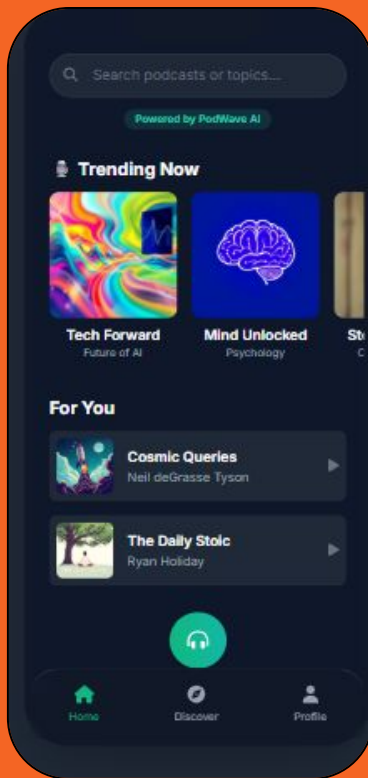 Search podcasts or topics...
Powered by PodWave AI
Trending Now
Tech Forward
Future of AI
Mind Unlocked
Psychology
St
C
For You
Cosmic Queries
Neil deGrasse Tyson
The Daily Stoic
Ryan Holiday
Home
Discover
Profile